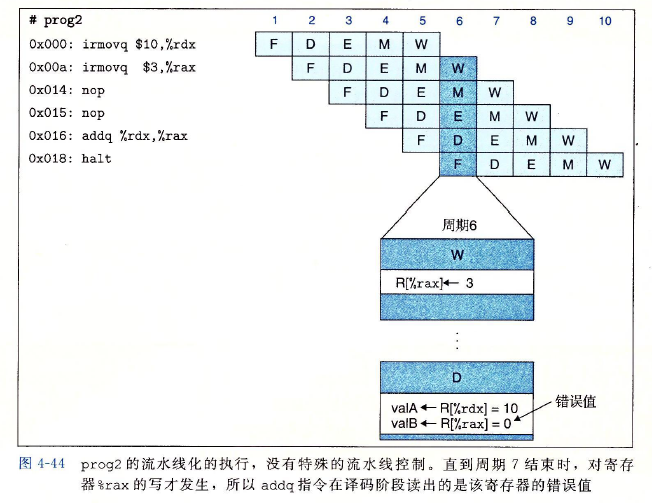 # prog2
1 2 3 4 5 6 7 8 9 10
0x000: irmovq $10,%rdx F D E M W
0x00a: irmovq $3,%rax F D E M W
0x014: nop F D E M W
0x015: nop F D E M W
0x016: addq %rdx,%rax F D E M W
0x018: halt F D E M W
周期6
W
R[%rax]← 3
⋮
D
valA ← R[%rdx] = 10
valB ← R[%rax] = 0
错误值
图 4-44 prog2 的流水线化的执行，没有特殊的流水线控制。直到周期 7 结束时，对寄存
器%rax 的写才发生，所以 addq 指令在译码阶段读出的是该寄存器的错误值